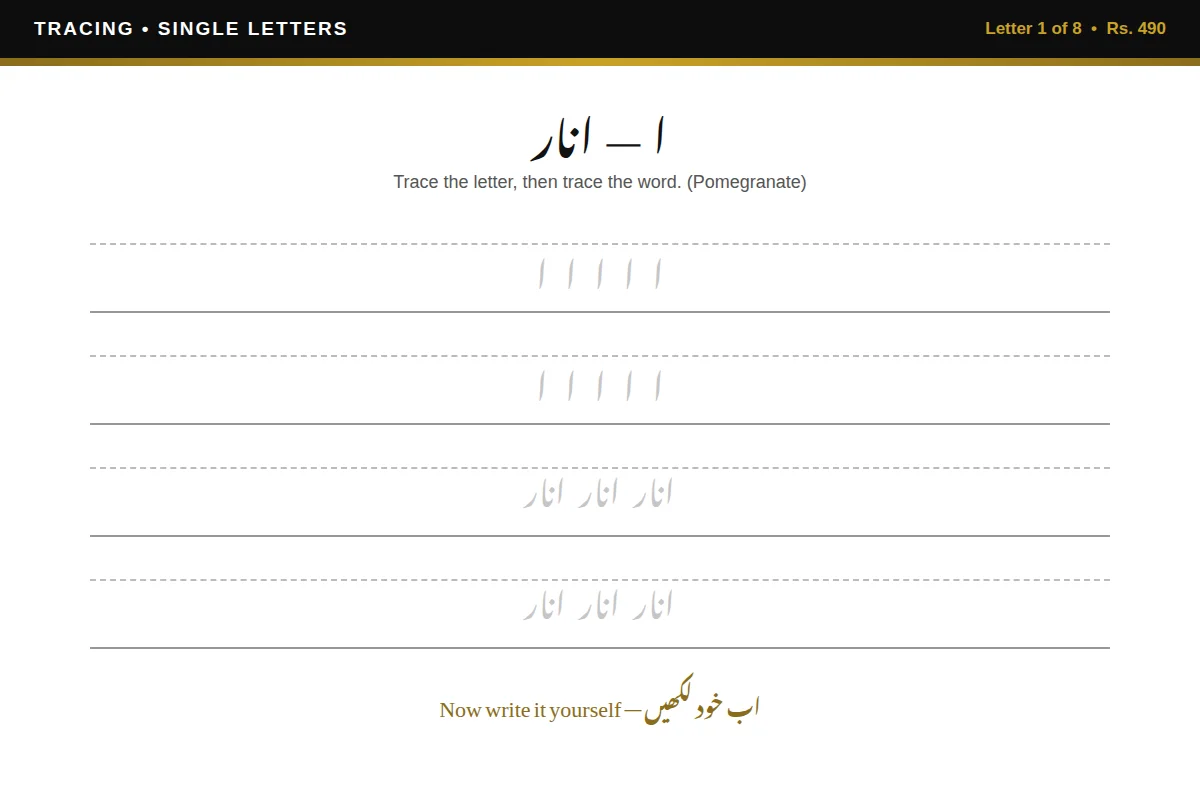 TRACING • SINGLE LETTERS
Letter 1 of 8 • Rs. 490
ا — انار
Trace the letter, then trace the word. (Pomegranate)
ا ا ا ا ا
ا ا ا ا ا
انار انار انار
انار انار انار
اب خود لکھیں — Now write it yourself